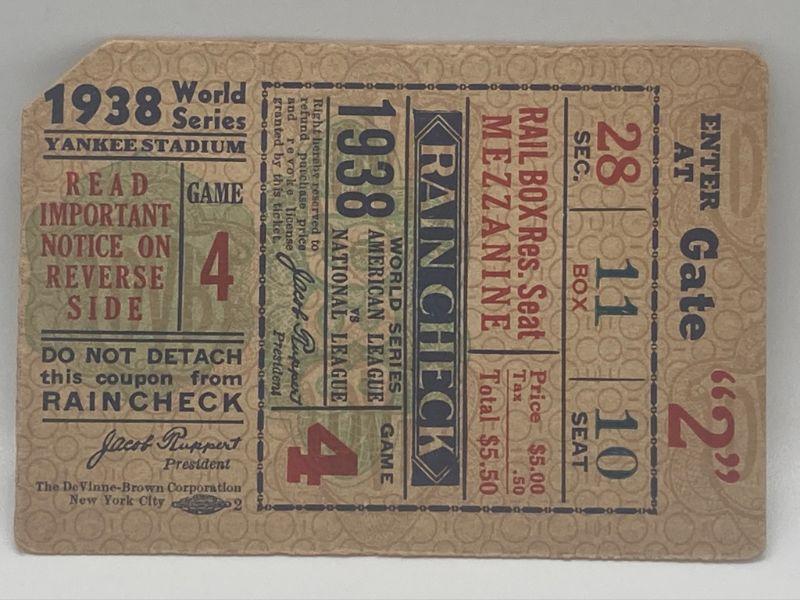 1938 World Series
YANKEE STADIUM
READ
IMPORTANT
NOTICE ON
REVERSE
SIDE
GAME
4
DO NOT DETACH
this coupon from
RAINCHECK
Jacob Ruppert
President
The DeVinne-Brown Corporation
New York City 2
ENTER
AT Gate "2"
28 11 10
SEC. BOX SEAT
RAIL BOX Res. Seat
MEZZANINE
Price $5.00
Tax .50
Total $5.50
RAIN CHECK
WORLD SERIES
1938 AMERICAN LEAGUE
vs
NATIONAL LEAGUE
GAME
4
Right hereby reserved to
refund purchase price
and revoke license
granted by this ticket.
Jacob Ruppert
President